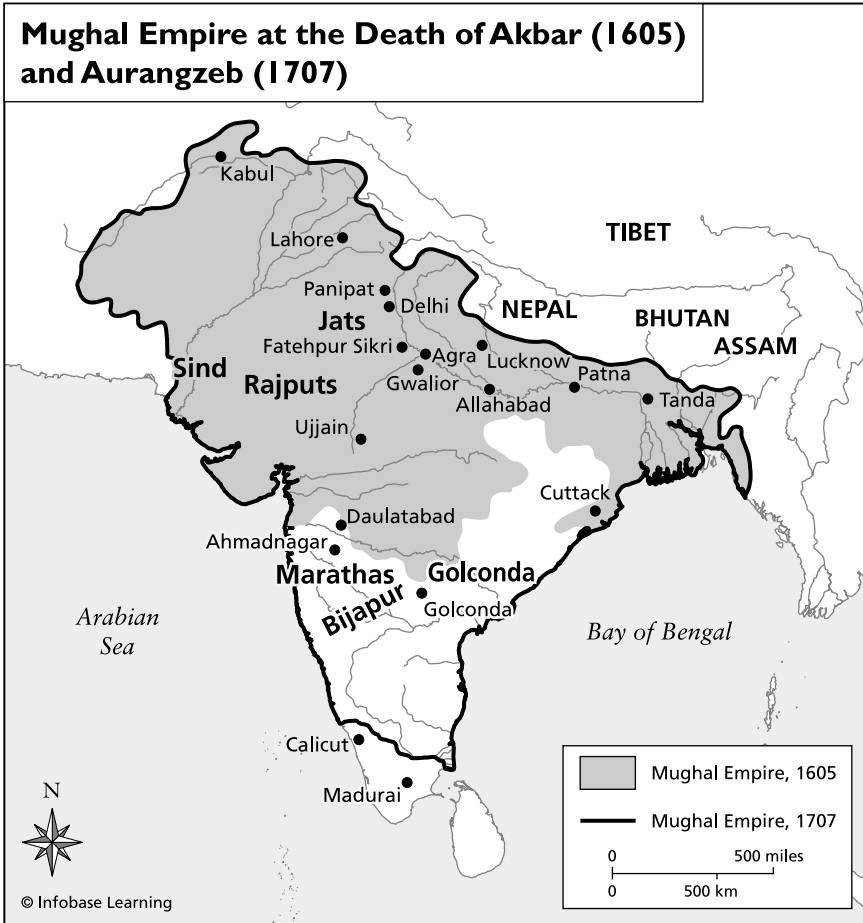 Mughal Empire at the Death of Akbar (1605)
and Aurangzeb (1707)
Kabul
Lahore
TIBET
Panipat
Delhi
NEPAL
Jats
BHUTAN
Fatehpur Sikri
Agra
Lucknow
ASSAM
Sind
Rajputs
Gwalior
Patna
Allahabad
Tanda
Ujjain
Cuttack
Daulatabad
Ahmadnagar
Marathas
Golconda
Bijapur
Golconda
Arabian
Sea
Bay of Bengal
Calicut
Madurai
Mughal Empire, 1605
Mughal Empire, 1707
0 500 miles
0 500 km
N
© Infobase Learning